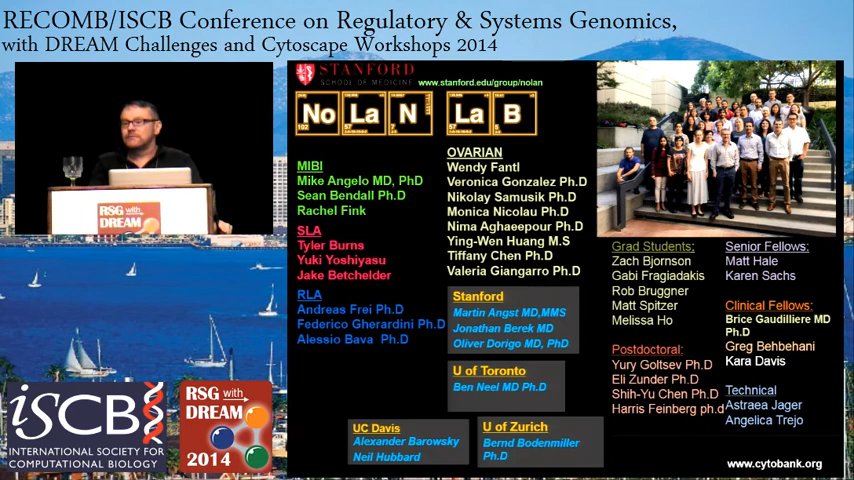 RECOMB/ISCB Conference on Regulatory & Systems Genomics,
with DREAM Challenges and Cytoscape Workshops 2014
STANFORD
SCHOOL OF MEDICINE
www.stanford.edu/group/nolan
No La N La B
102 57 7 57 5
MIBI
Mike Angelo MD, PhD
Sean Bendall Ph.D
Rachel Fink
SLA
Tyler Burns
Yuki Yoshiyasu
Jake Betchelder
RLA
Andreas Frei Ph.D
Federico Gherardini Ph.D
Alessio Bava Ph.D
OVARIAN
Wendy Fantl
Veronica Gonzalez Ph.D
Nikolay Samusik Ph.D
Monica Nicolau Ph.D
Nima Aghaeepour Ph.D
Ying-Wen Huang M.S
Tiffany Chen Ph.D
Valeria Giangarro Ph.D
Stanford
Martin Angst MD,MMS
Jonathan Berek MD
Oliver Dorigo MD, PhD
U of Toronto
Ben Neel MD Ph.D
UC Davis
Alexander Barowsky
Neil Hubbard
U of Zurich
Bernd Bodenmiller
Ph.D
Grad Students:
Zach Bjornson
Gabi Fragiadakis
Rob Bruggner
Matt Spitzer
Melissa Ho
Postdoctoral:
Yury Goltsev Ph.D
Eli Zunder Ph.D
Shih-Yu Chen Ph.D
Harris Feinberg ph.d
Senior Fellows:
Matt Hale
Karen Sachs
Clinical Fellows:
Brice Gaudilliere MD
Ph.D
Greg Behbehani
Kara Davis
Technical
Astraea Jager
Angelica Trejo
www.cytobank.org
RSG with
DREAM
iSCB
INTERNATIONAL SOCIETY FOR
COMPUTATIONAL BIOLOGY
RSG with
DREAM
2014